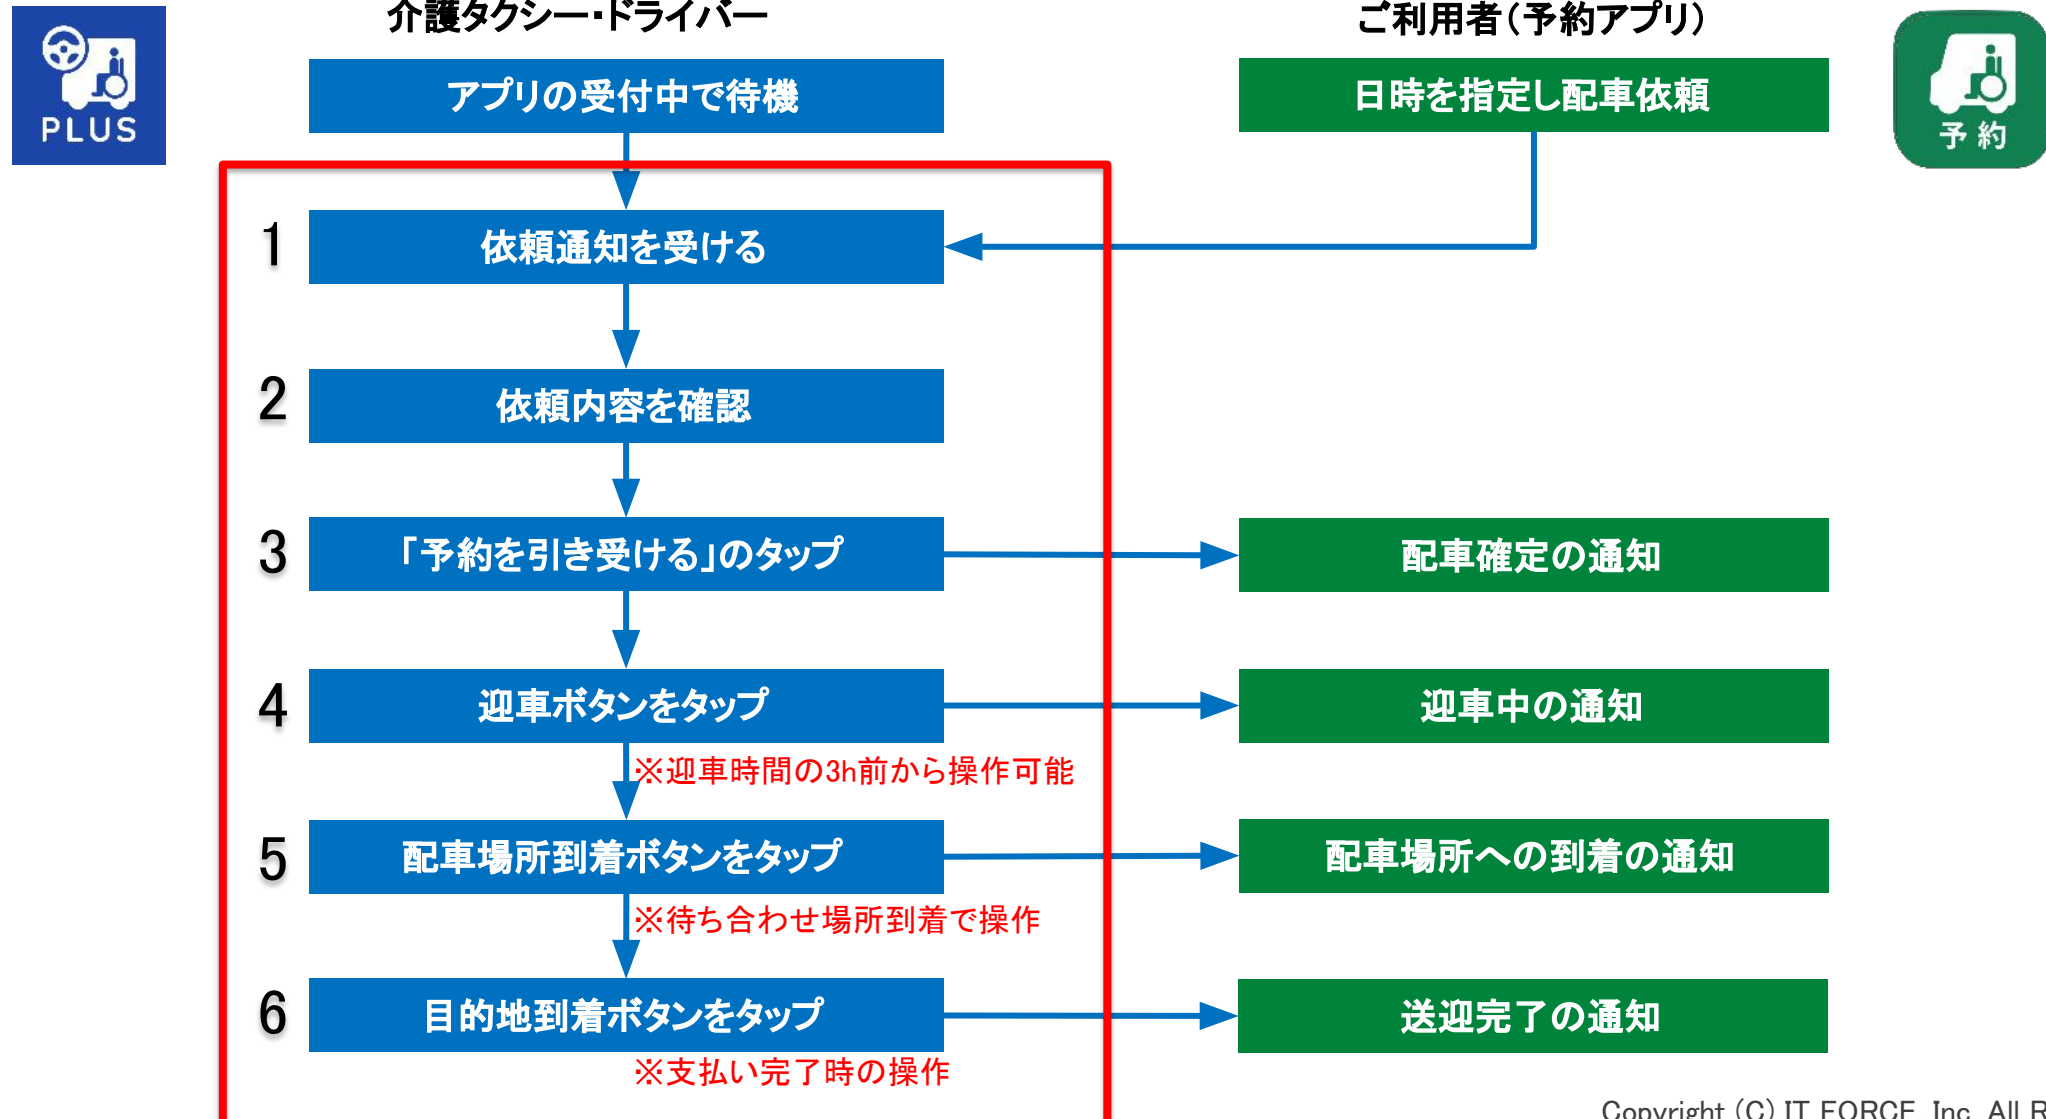 介護タクシー・ドライバー
ご利用者(予約アプリ)
PLUS
予約
アプリの受付中で待機
日時を指定し配車依頼
1
依頼通知を受ける
2
依頼内容を確認
3
「予約を引き受ける」のタップ
配車確定の通知
4
迎車ボタンをタップ
迎車中の通知
※迎車時間の3h前から操作可能
5
配車場所到着ボタンをタップ
配車場所への到着の通知
※待ち合わせ場所到着で操作
6
目的地到着ボタンをタップ
送迎完了の通知
※支払い完了時の操作
Copyright (C) IT FORCE, Inc. All R